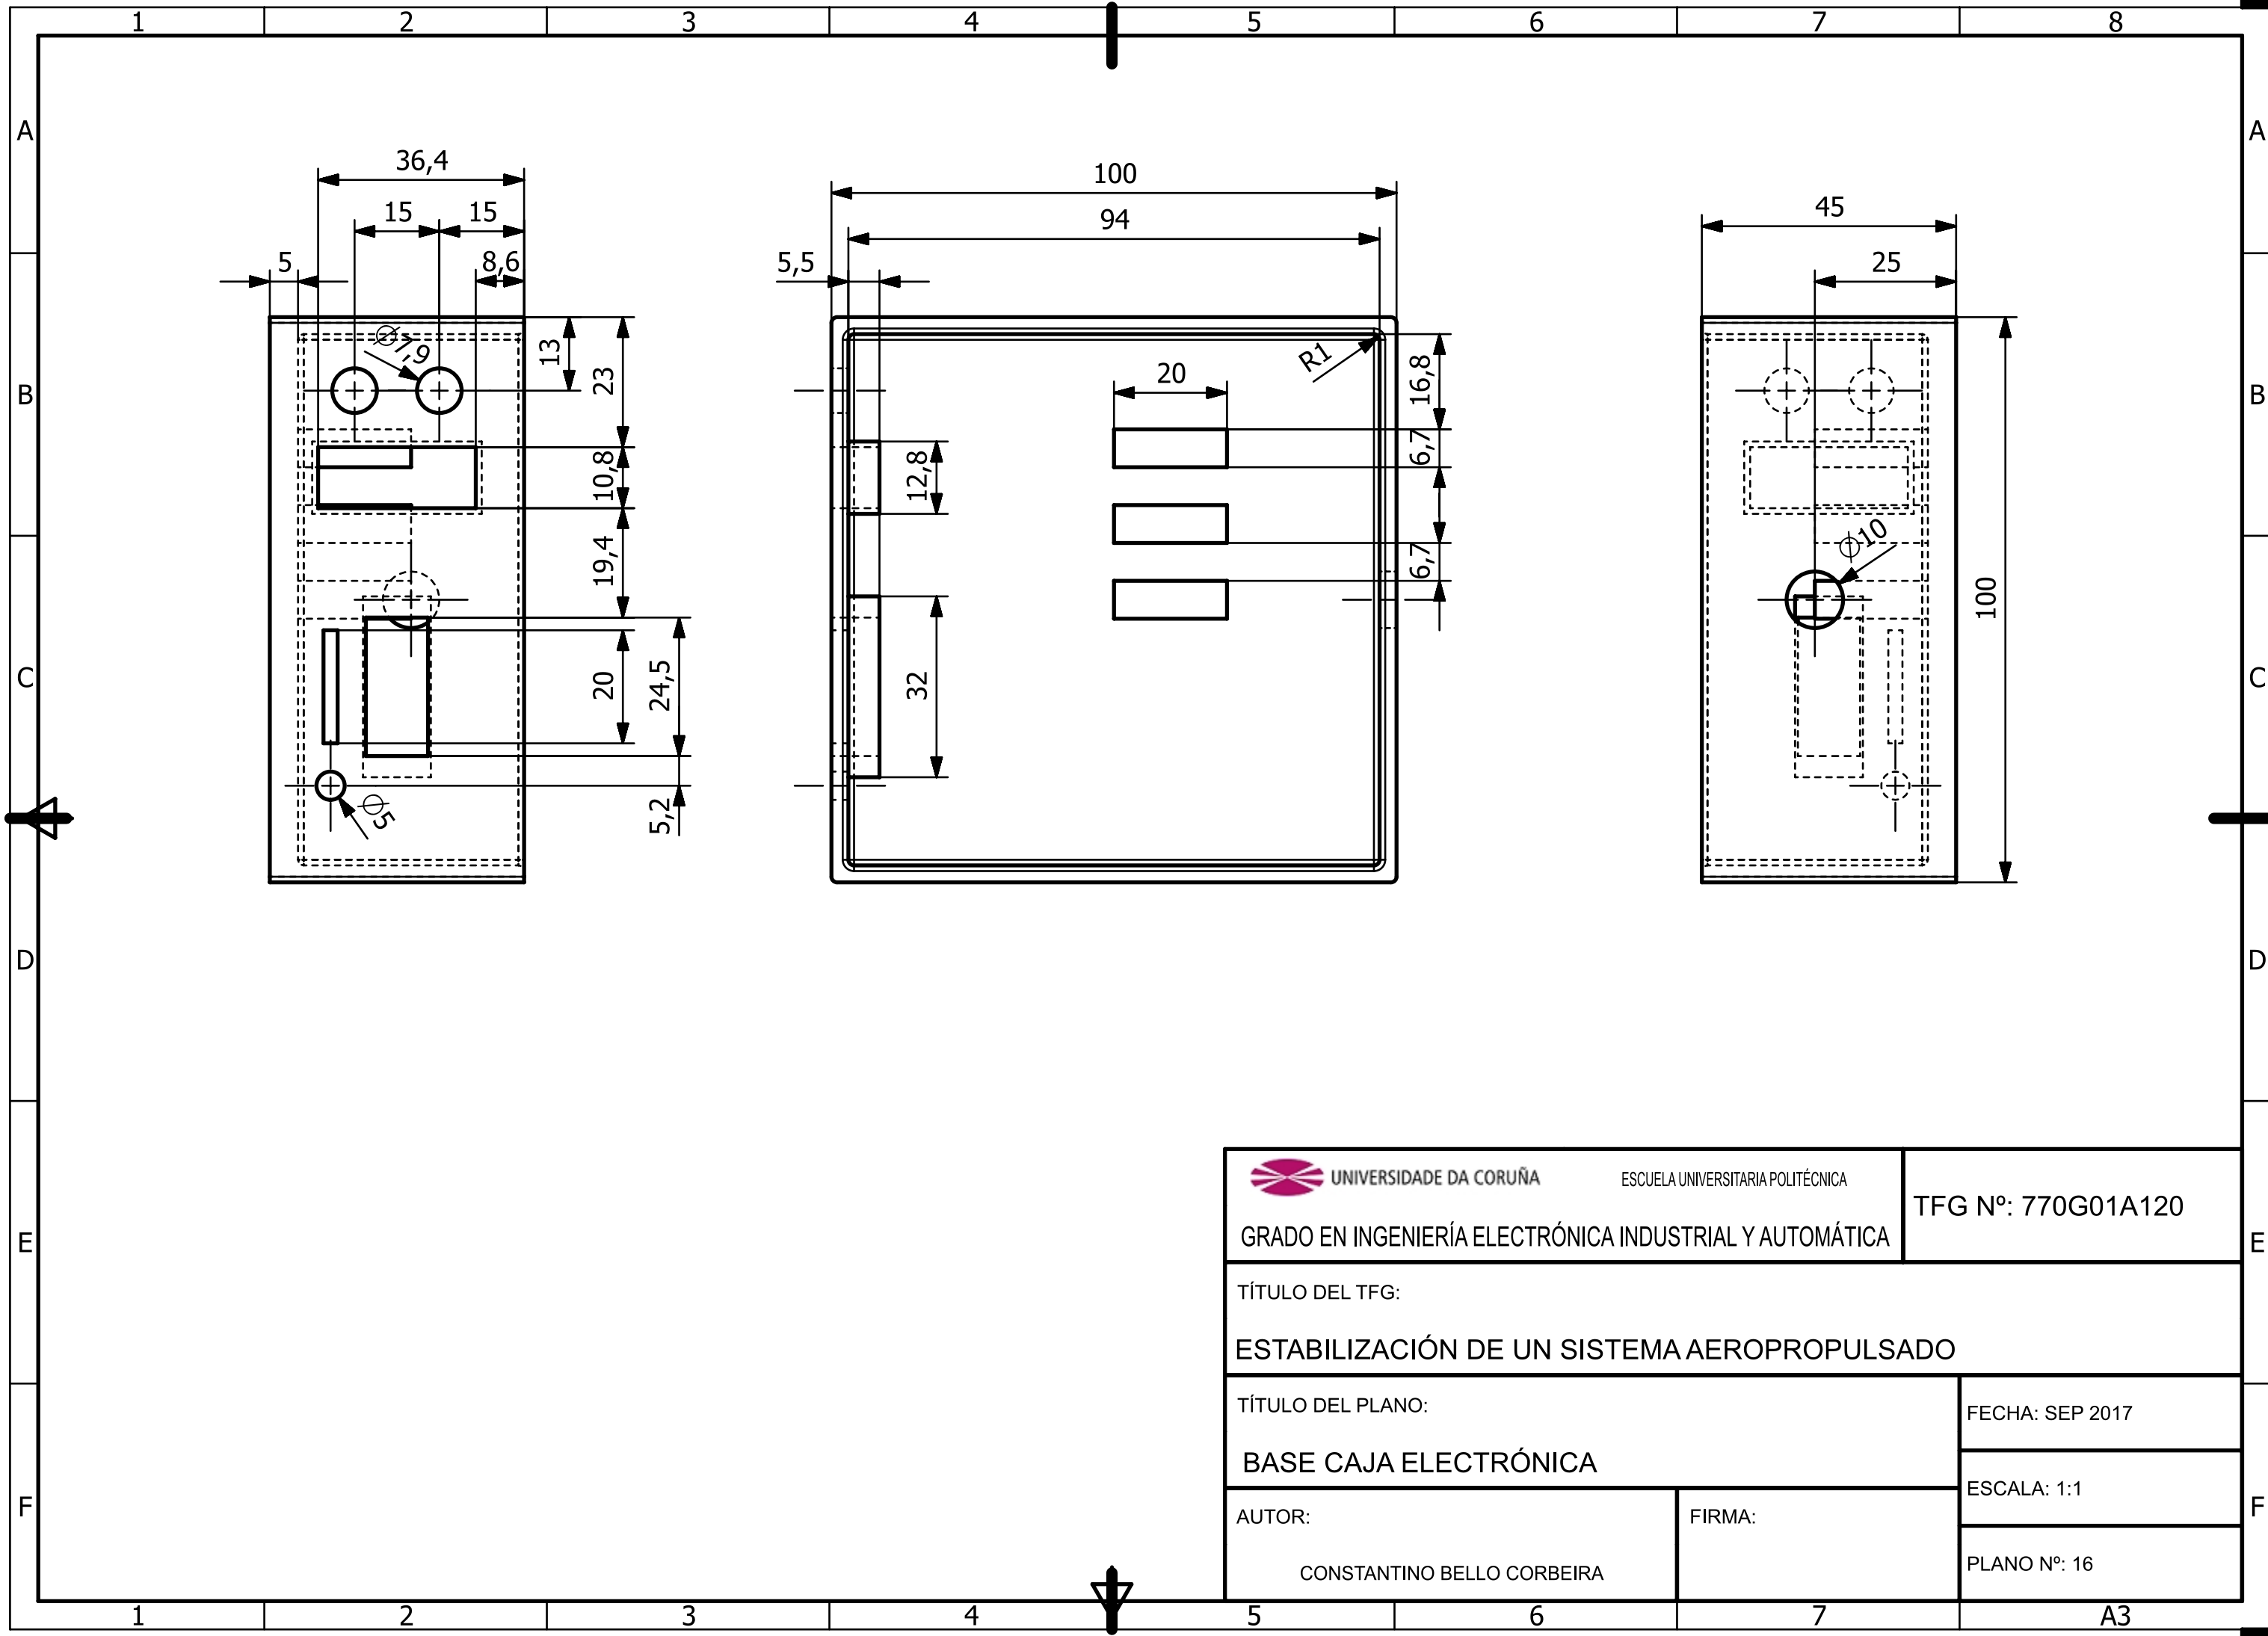 1 2 3 4 5 6 7 8
A A
36,4
100
15 15
94
45
5 8,6
5,5
25
Ø7,9
13
23
R1
16,8
20
B B
6,7
10,8
12,8
Ø10
19,4
6,7
100
C C
20
24,5
32
Ø5
5,2
D D
UNIVERSIDADE DA CORUÑA ESCUELA UNIVERSITARIA POLITÉCNICA
TFG Nº: 770G01A120
GRADO EN INGENIERÍA ELECTRÓNICA INDUSTRIAL Y AUTOMÁTICA
E E
TÍTULO DEL TFG:
ESTABILIZACIÓN DE UN SISTEMA AEROPROPULSADO
TÍTULO DEL PLANO:
FECHA: SEP 2017
BASE CAJA ELECTRÓNICA
ESCALA: 1:1
F F
AUTOR: FIRMA:
PLANO Nº: 16
CONSTANTINO BELLO CORBEIRA
1 2 3 4 5 6 7 A3